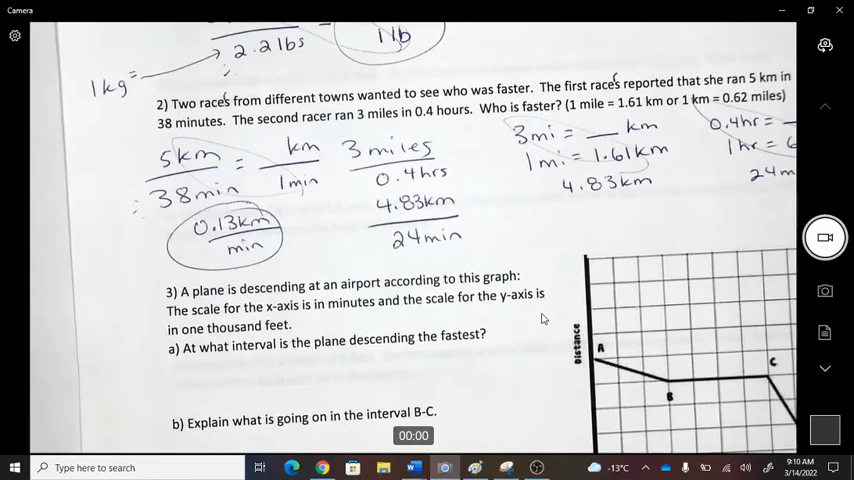 Camera
2.2lbs
1lb
1kg =
2) Two races from different towns wanted to see who was faster. The first races reported that she ran 5 km in
38 minutes. The second racer ran 3 miles in 0.4 hours. Who is faster? (1 mile = 1.61 km or 1 km = 0.62 miles)
5km = km
38min 1min
0.13km
min
3 miles
0.4hrs
4.83km
24min
3mi = __ km
1mi = 1.61km
4.83km
0.4hr = __
1hr = 6
24m
3) A plane is descending at an airport according to this graph:
The scale for the x-axis is in minutes and the scale for the y-axis is
in one thousand feet.
a) At what interval is the plane descending the fastest?
b) Explain what is going on in the interval B-C.
Distance
A
B
C
00:00
Type here to search
-13°C
9:10 AM
3/14/2022